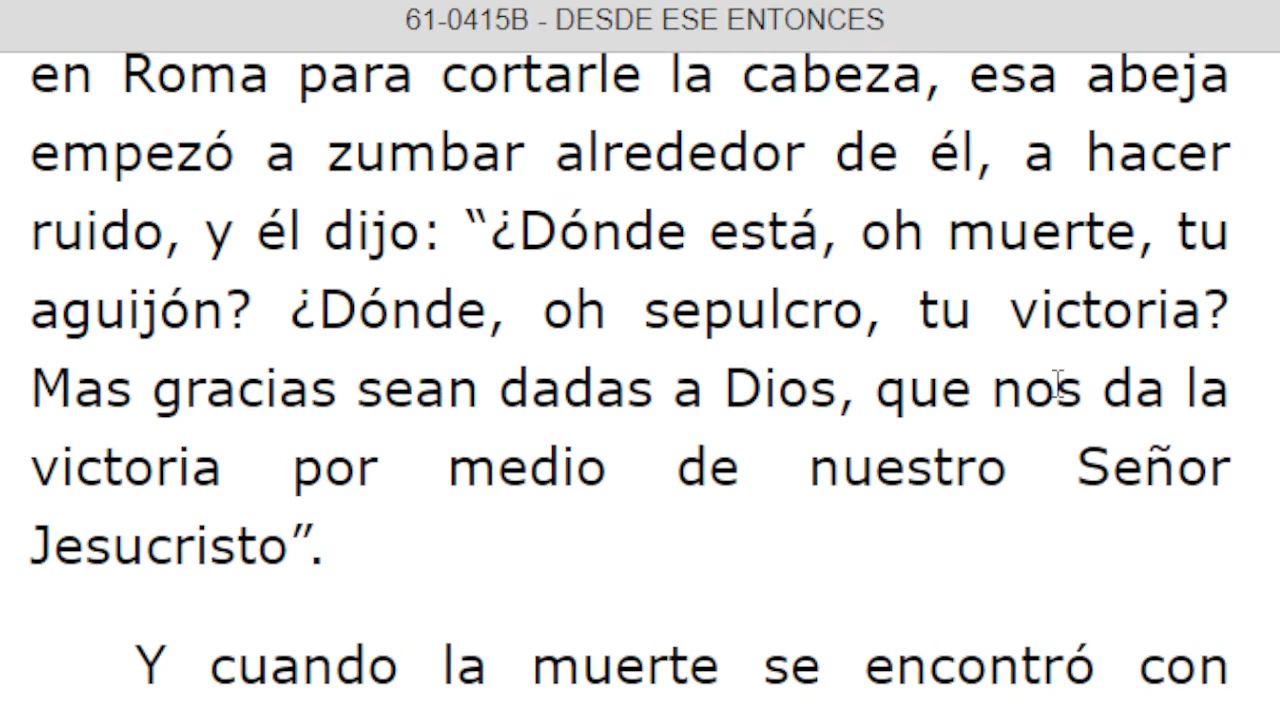 61-0415B - DESDE ESE ENTONCES
en Roma para cortarle la cabeza, esa abeja
empezó a zumbar alrededor de él, a hacer
ruido, y él dijo: “¿Dónde está, oh muerte, tu
aguijón? ¿Dónde, oh sepulcro, tu victoria?
Mas gracias sean dadas a Dios, que nos da la
victoria por medio de nuestro Señor
Jesucristo”.
Y cuando la muerte se encontró con